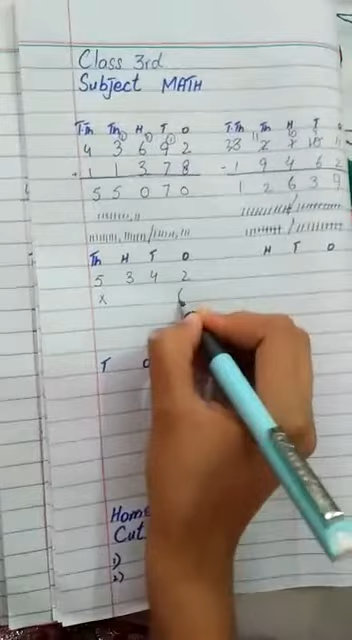 Class 3rd
Subject MATH
T.Th Th H T O
4 3 6 9 2
+ 1 1 3 7 8
5 5 0 7 0
T.Th Th H T
- 1 9 4 6 2
1 2 6 3 9
Th H T O
5 3 4 2
x
H T O
T O
Home
Cut
1)
2)